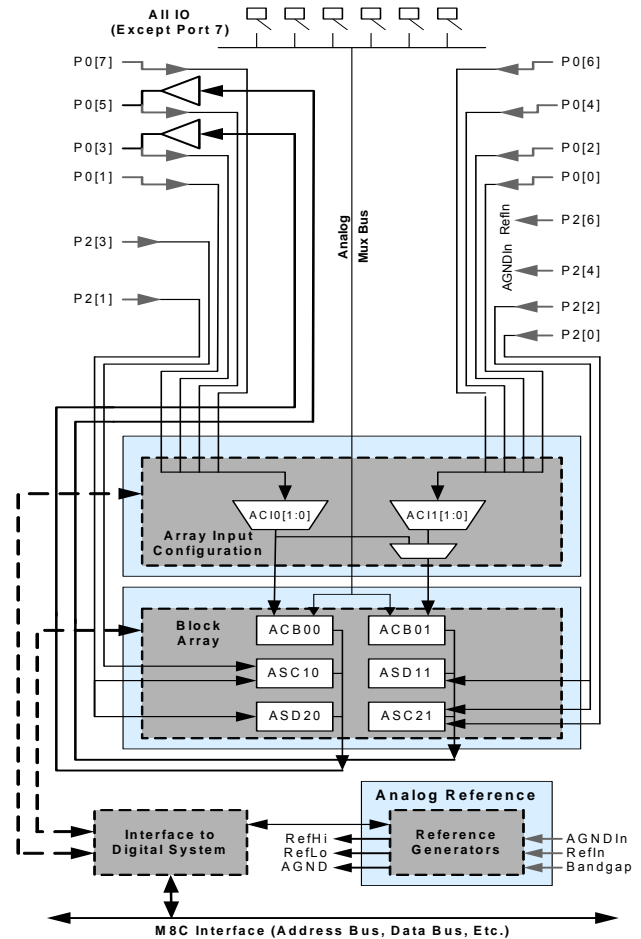 All IO
(Except Port 7)
P0[7]
P0[5]
P0[3]
P0[1]
P2[3]
P2[1]
P0[6]
P0[4]
P0[2]
P0[0]
P2[6]
P2[4]
P2[2]
P2[0]
AGNDIn RefIn
Analog
Mux Bus
ACI0[1:0]
ACI1[1:0]
Array Input
Configuration
Block
Array
ACB00
ACB01
ASC10
ASD11
ASD20
ASC21
Analog Reference
Interface to
Digital System
RefHi
RefLo
AGND
Reference
Generators
AGNDIn
RefIn
Bandgap
M8C Interface (Address Bus, Data Bus, Etc.)